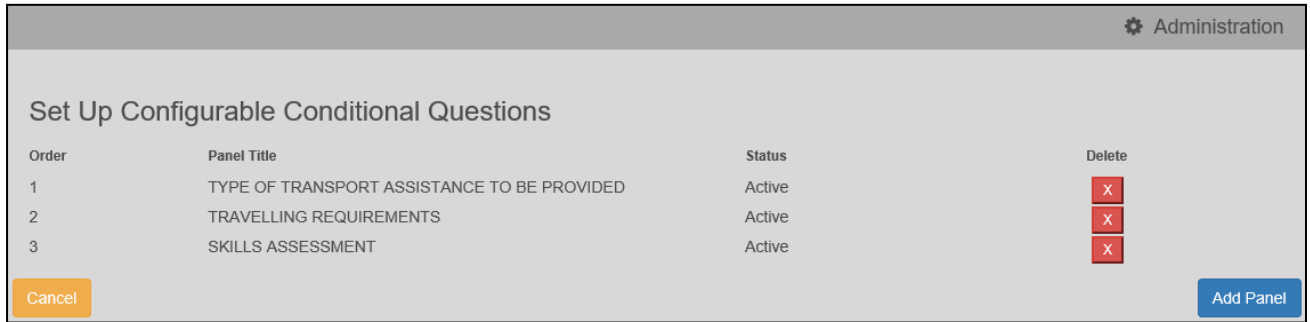 Administration
Set Up Configurable Conditional Questions
Order Panel Title Status Delete
1 TYPE OF TRANSPORT ASSISTANCE TO BE PROVIDED Active X
2 TRAVELLING REQUIREMENTS Active X
3 SKILLS ASSESSMENT Active X
Cancel Add Panel